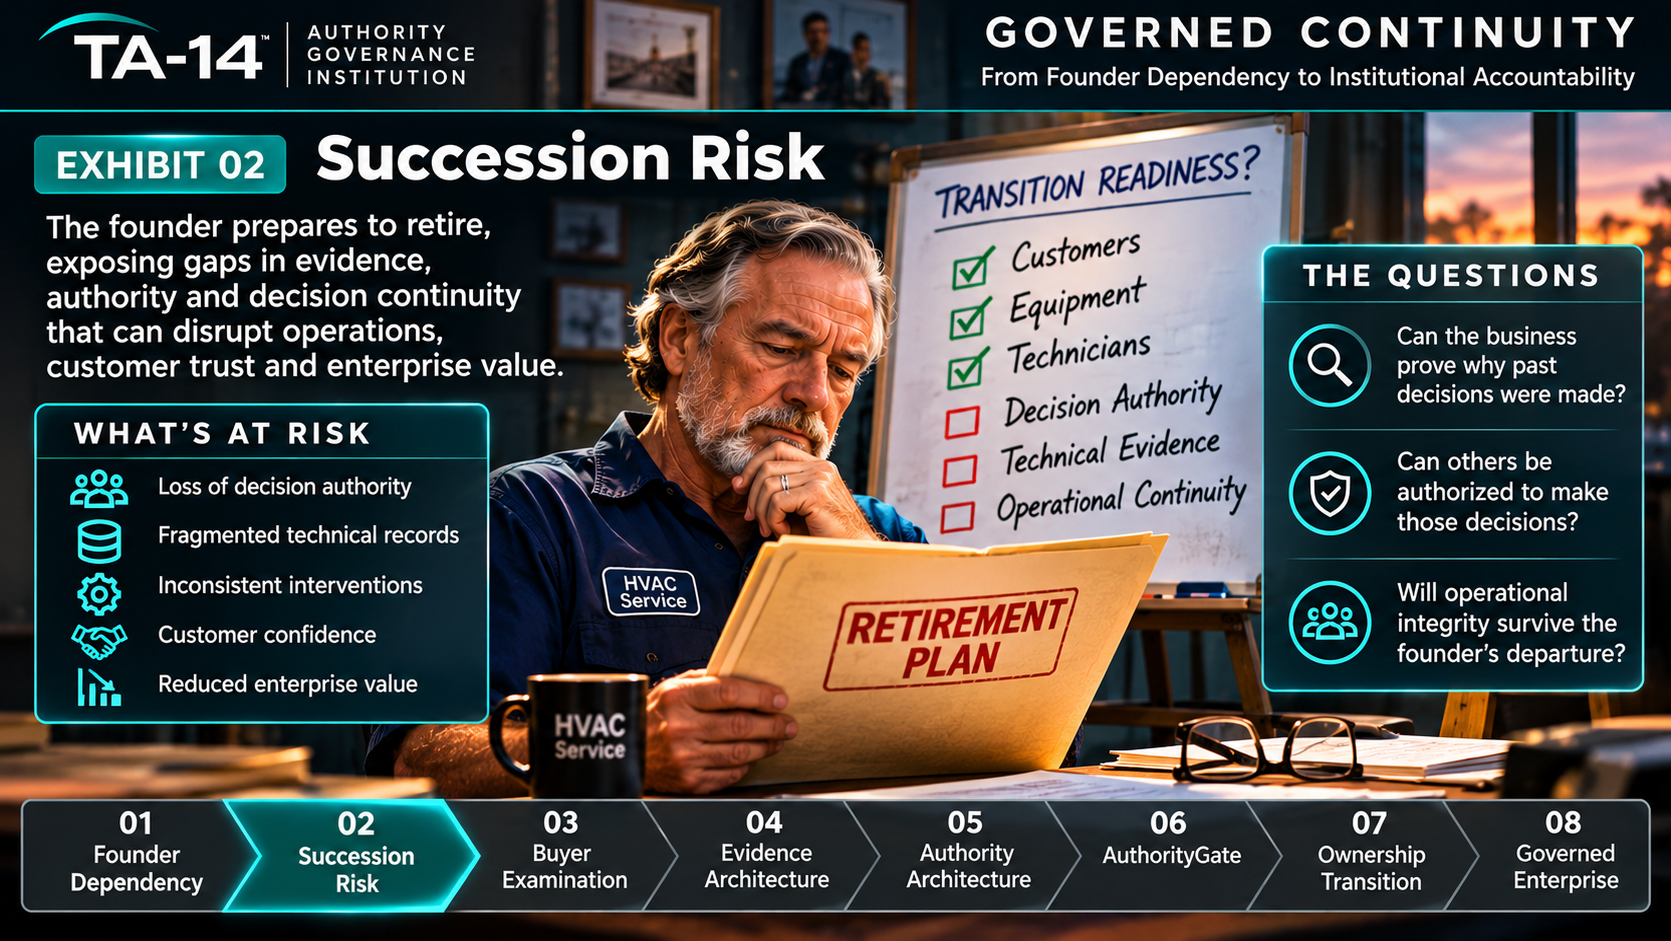 TA-14™
AUTHORITY
GOVERNANCE
INSTITUTION
GOVERNED CONTINUITY
From Founder Dependency to Institutional Accountability
EXHIBIT 02
Succession Risk
The founder prepares to retire,
exposing gaps in evidence,
authority and decision continuity
that can disrupt operations,
customer trust and enterprise value.
WHAT'S AT RISK
Loss of decision authority
Fragmented technical records
Inconsistent interventions
Customer confidence
Reduced enterprise value
TRANSITION READINESS?
Customers
Equipment
Technicians
Decision Authority
Technical Evidence
Operational Continuity
THE QUESTIONS
Can the business
prove why past
decisions were made?
Can others be
authorized to make
those decisions?
Will operational
integrity survive the
founder's departure?
HVAC
Service
RETIREMENT
PLAN
HVAC
Service
01
Founder
Dependency
02
Succession
Risk
03
Buyer
Examination
04
Evidence
Architecture
05
Authority
Architecture
06
AuthorityGate
07
Ownership
Transition
08
Governed
Enterprise